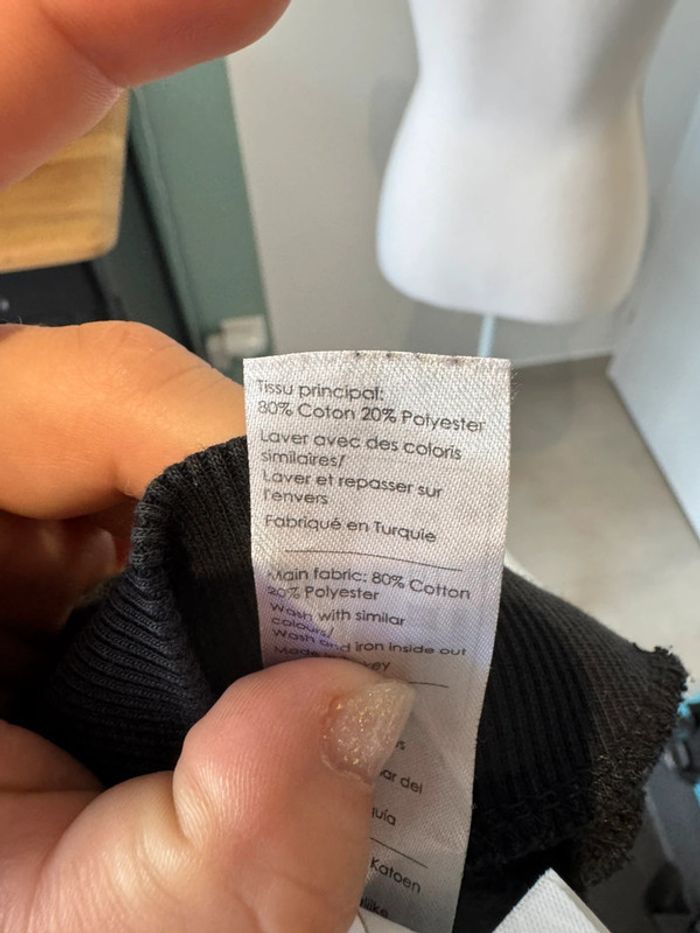 Tissu principal:
80% Coton 20% Polyester
Laver avec des coloris
similaires/
Laver et repasser sur
l'envers
Fabriqué en Turquie
Main fabric: 80% Cotton
20% Polyester
Wash with similar
colours/
Wash and iron inside out
Made
Katoen